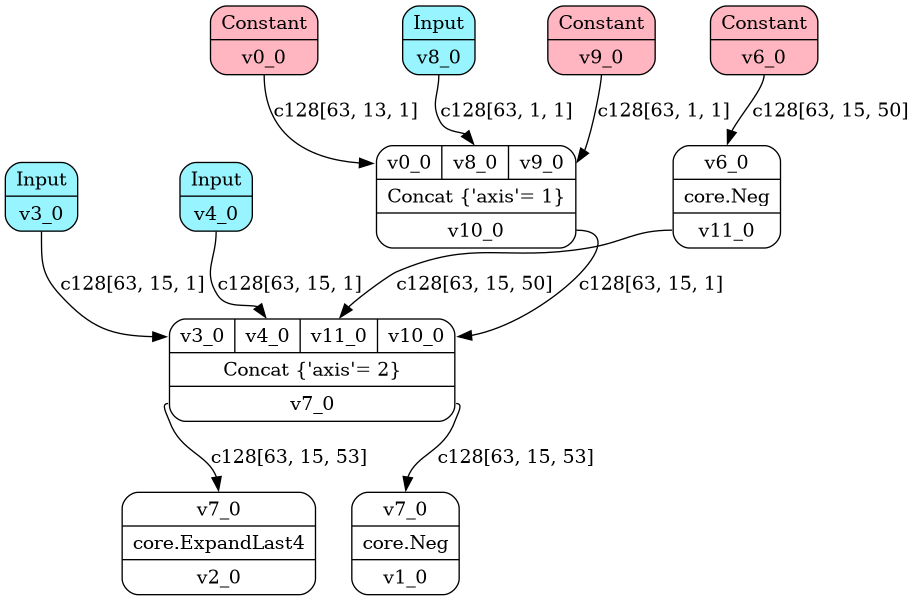 Constant
v0_0
Input
v8_0
Constant
v9_0
Constant
v6_0
c128[63, 13, 1]
c128[63, 1, 1]
c128[63, 1, 1]
c128[63, 15, 50]
Input
v3_0
Input
v4_0
v0_0 v8_0 v9_0
Concat {'axis'= 1}
v10_0
v6_0
core.Neg
v11_0
c128[63, 15, 1]
c128[63, 15, 1]
c128[63, 15, 50]
c128[63, 15, 1]
v3_0 v4_0 v11_0 v10_0
Concat {'axis'= 2}
v7_0
c128[63, 15, 53]
c128[63, 15, 53]
v7_0
core.ExpandLast4
v2_0
v7_0
core.Neg
v1_0